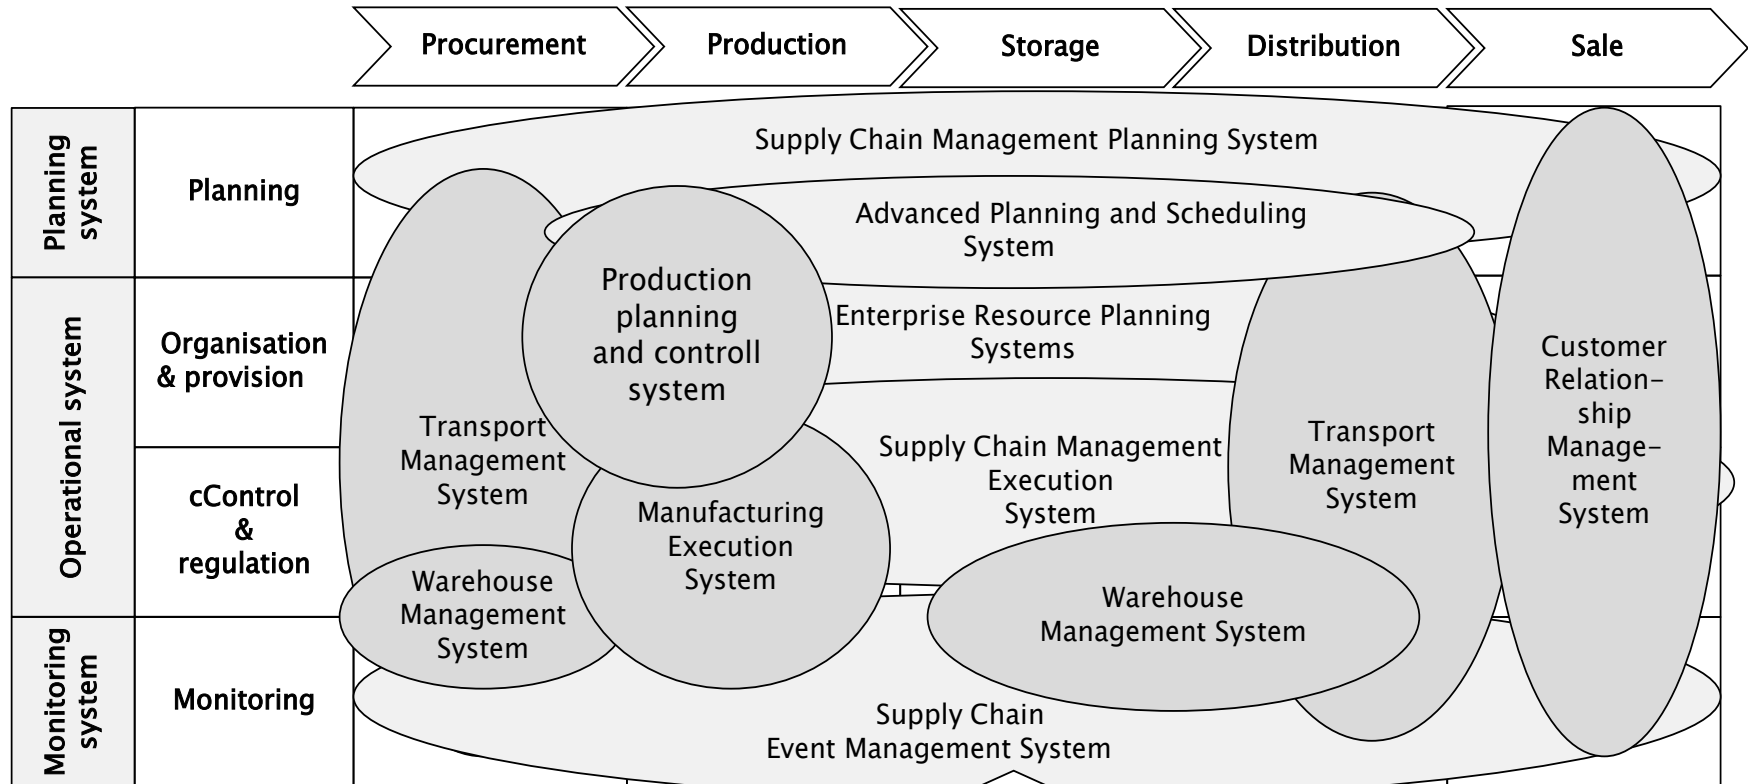 Procurement
Production
Storage
Distribution
Sale
Planning
system
Planning
Supply Chain Management Planning System
Advanced Planning and Scheduling
System
Operational system
Organisation
& provision
Production
planning
and controll
system
Enterprise Resource Planning
Systems
Customer
Relation-
ship
Manage-
ment
System
cControl
&
regulation
Transport
Management
System
Supply Chain Management
Execution
System
Transport
Management
System
Manufacturing
Execution
System
Warehouse
Management
System
Warehouse
Management System
Monitoring
system
Monitoring
Supply Chain
Event Management System